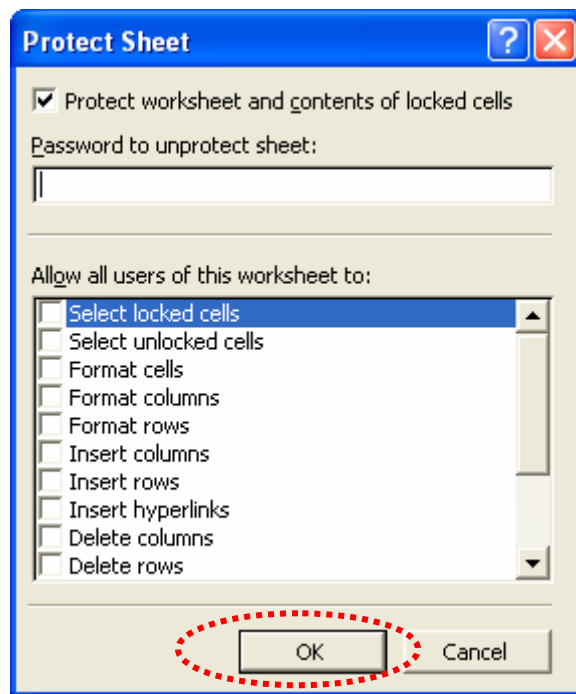 Protect Sheet
Protect worksheet and contents of locked cells
Password to unprotect sheet:
Allow all users of this worksheet to:
Select locked cells
Select unlocked cells
Format cells
Format columns
Format rows
Insert columns
Insert rows
Insert hyperlinks
Delete columns
Delete rows
OK Cancel